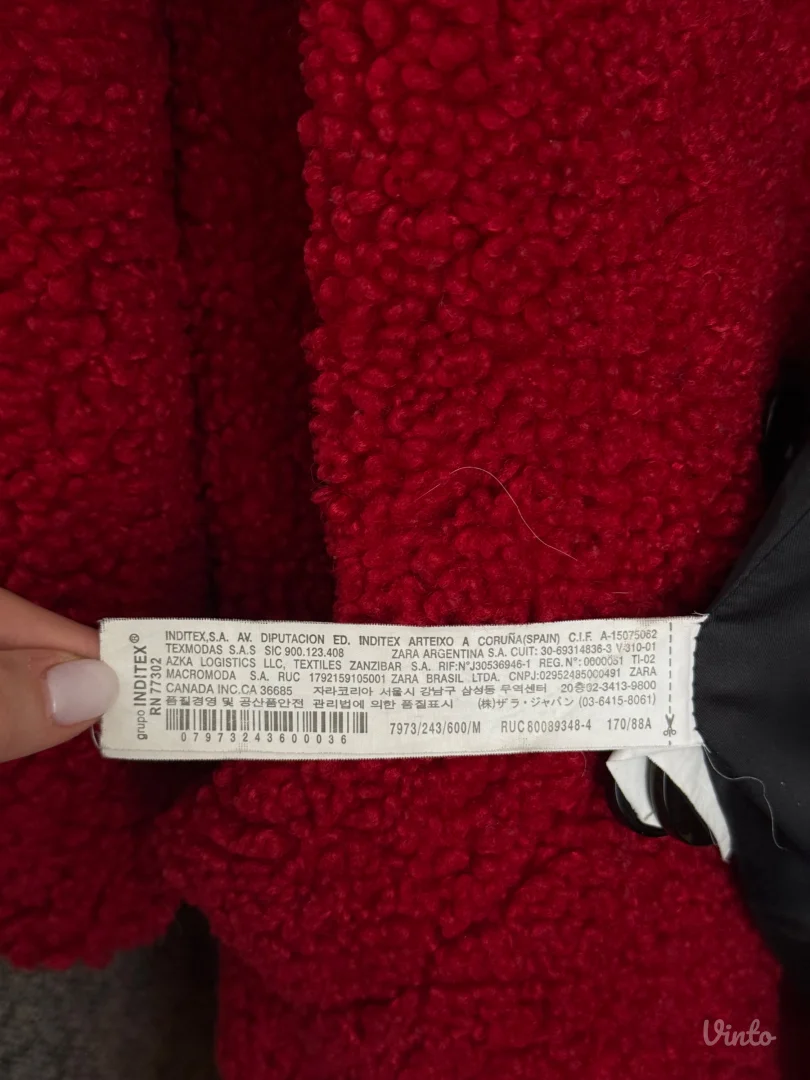 grupo INDITEX®
RN 77302
INDITEX,S.A. AV. DIPUTACION ED. INDITEX ARTEIXO A CORUÑA(SPAIN) C.I.F. A-15075062
TEXMODAS S.A.S SIC 900.123.408 ZARA ARGENTINA S.A. CUIT: 30-69314836-3 V-310-01
AZKA LOGISTICS LLC, TEXTILES ZANZIBAR S.A. RIF:N°J30536946-1 REG.N°:0000051 TI-02
MACROMODA S.A. RUC 1792159105001 ZARA BRASIL LTDA. CNPJ:02952485000491 ZARA
CANADA INC.CA 36685 자라코리아 서울시 강남구 삼성동 무역센터 20층32-3413-9800
품질경영 및 공산품안전 관리법에 의한 품질표시 (株)ザラ・ジャパン (03-6415-8061)
07973243600036 7973/243/600/M RUC 80089348-4 170/88A
Vinto